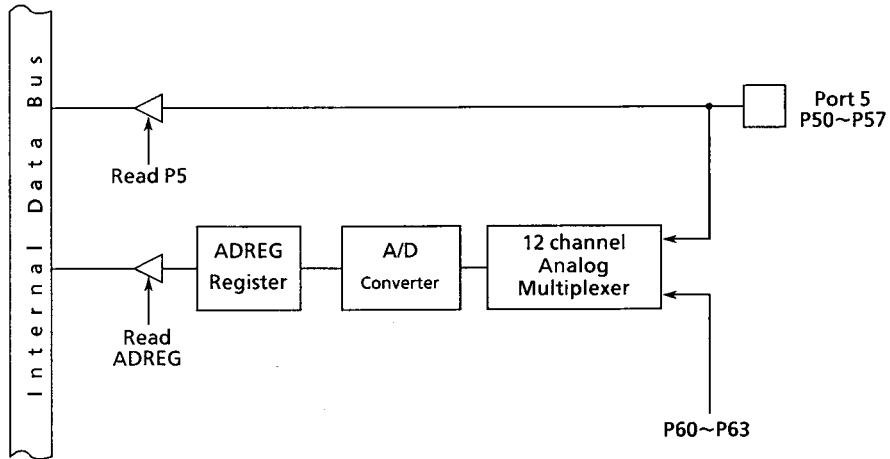 Internal Data Bus
Port 5
P50~P57
Read P5
ADREG
Register
A/D
Converter
12 channel
Analog
Multiplexer
Read
ADREG
P60~P63